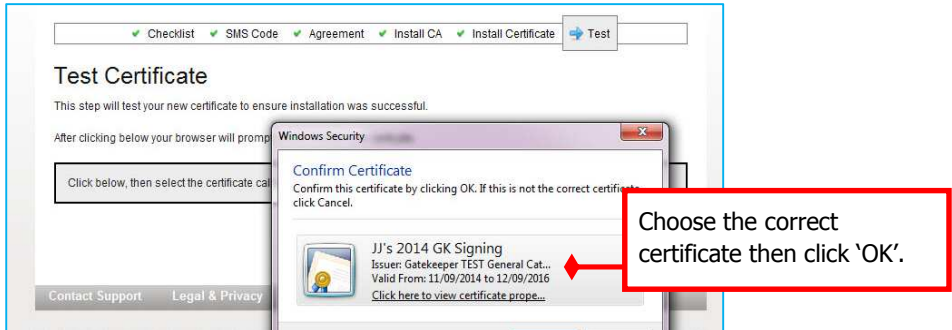 Checklist SMS Code Agreement Install CA Install Certificate Test
Test Certificate
This step will test your new certificate to ensure installation was successful.
After clicking below your browser will promp
Windows Security
Confirm Certificate
Confirm this certificate by clicking OK. If this is not the correct certificate,
click Cancel.
Click below, then select the certificate cal
JJ's 2014 GK Signing
Issuer: Gatekeeper TEST General Cat...
Valid From: 11/09/2014 to 12/09/2016
Click here to view certificate prope...
Choose the correct
certificate then click ‘OK’.
Contact Support Legal & Privacy